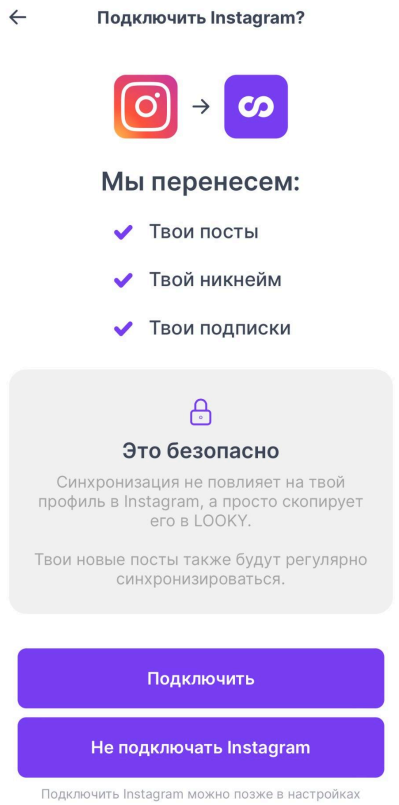 Подключить Instagram?
Мы перенесем:
Твои посты
Твой никнейм
Твои подписки
Это безопасно
Синхронизация не повлияет на твой
профиль в Instagram, а просто скопирует
его в LOOKY.
Твои новые посты также будут регулярно
синхронизироваться.
Подключить
Не подключать Instagram
Подключить Instagram можно позже в настройках